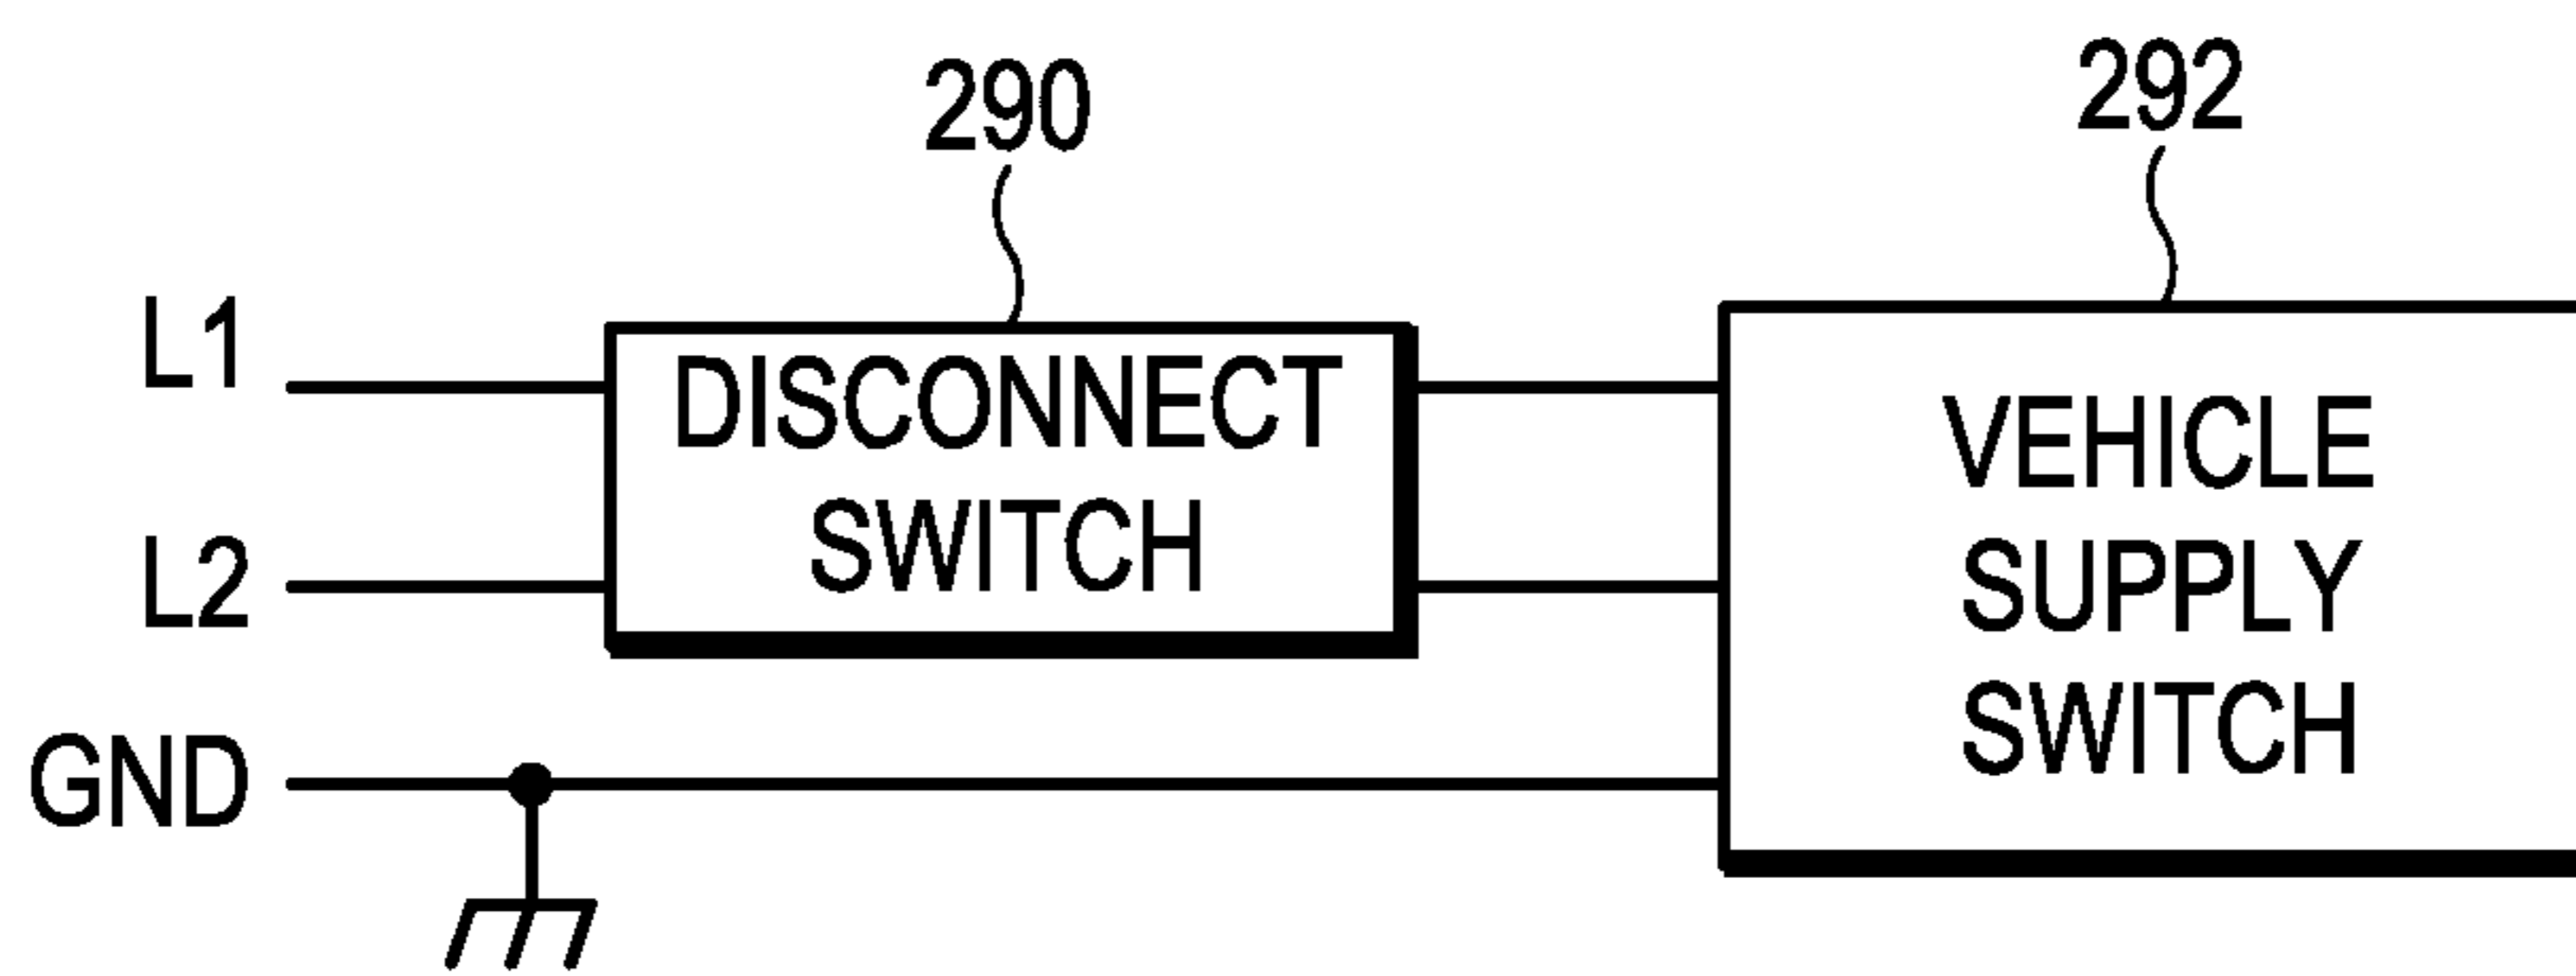 290
292
L1
DISCONNECT
SWITCH
L2
VEHICLE
SUPPLY
SWITCH
GND